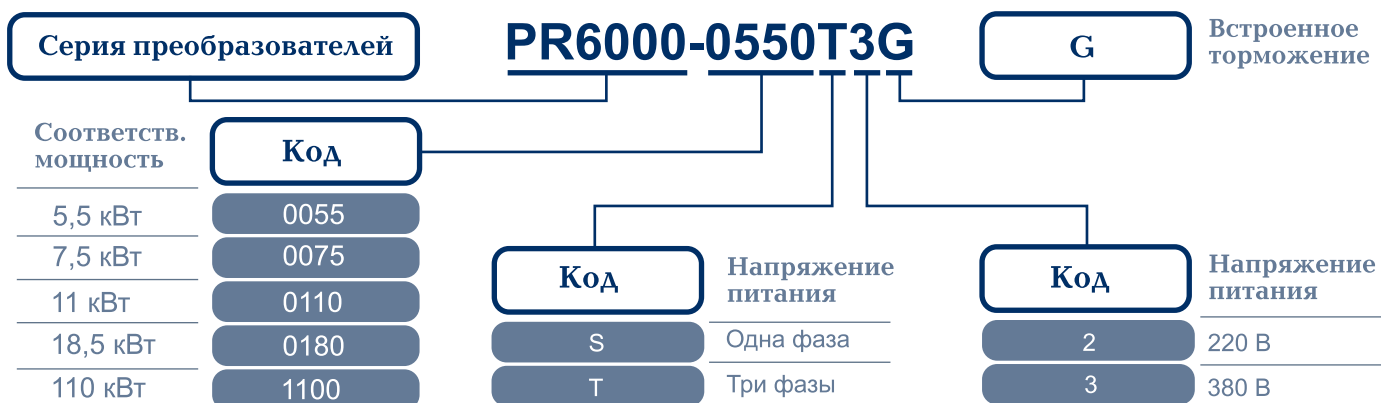 Серия преобразователей
PR6000-0550T3G
G
Встроенное
торможение
Соответств.
мощность
Код
5,5 кВт
0055
7,5 кВт
0075
11 кВт
0110
18,5 кВт
0180
110 кВт
1100
Код
Напряжение
питания
S
Одна фаза
T
Три фазы
Код
Напряжение
питания
2
220 В
3
380 В